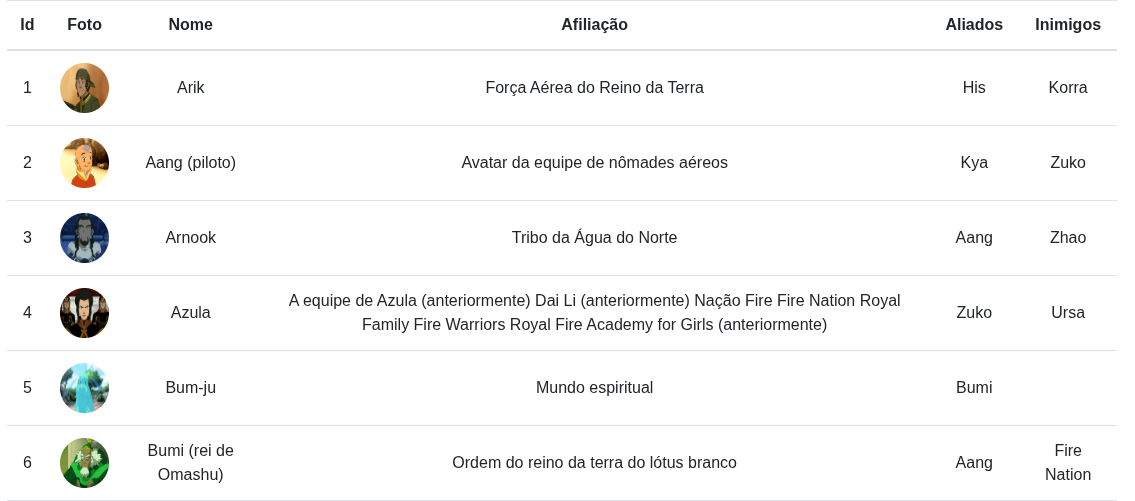 Id Foto Nome Afiliação Aliados Inimigos
1 Arik Força Aérea do Reino da Terra His Korra
2 Aang (piloto) Avatar da equipe de nômades aéreos Kya Zuko
3 Arnook Tribo da Água do Norte Aang Zhao
4 Azula A equipe de Azula (anteriormente) Dai Li (anteriormente) Nação Fire Fire Nation Royal
Family Fire Warriors Royal Fire Academy for Girls (anteriormente) Zuko Ursa
5 Bum-ju Mundo espiritual Bumi
6 Bumi (rei de
Omashu) Ordem do reino da terra do lótus branco Aang Fire
Nation